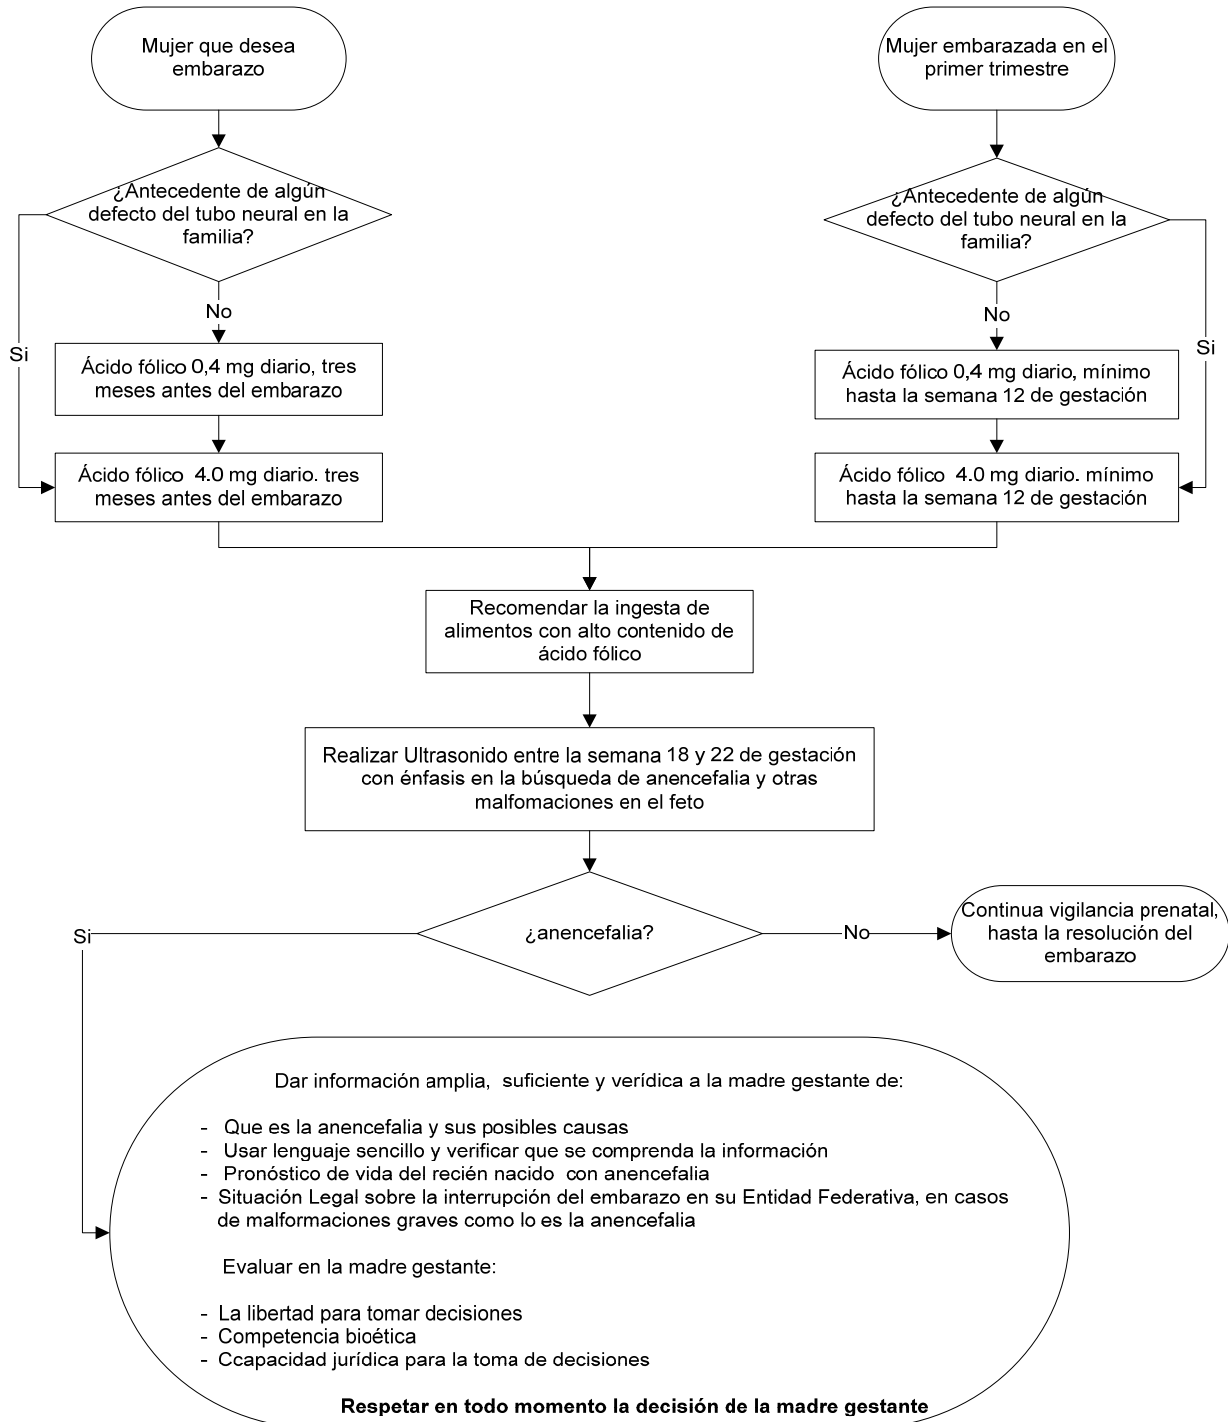 Mujer que desea
embarazo
Mujer embarazada en el
primer trimestre
¿Antecedente de algún
defecto del tubo neural en la
familia?
¿Antecedente de algún
defecto del tubo neural en la
familia?
No
No
Si
Si
Ácido fólico 0,4 mg diario, tres
meses antes del embarazo
Ácido fólico 0,4 mg diario, mínimo
hasta la semana 12 de gestación
Ácido fólico 4.0 mg diario. tres
meses antes del embarazo
Ácido fólico 4.0 mg diario. mínimo
hasta la semana 12 de gestación
Recomendar la ingesta de
alimentos con alto contenido de
ácido fólico
Realizar Ultrasonido entre la semana 18 y 22 de gestación
con énfasis en la búsqueda de anencefalia y otras
malfomaciones en el feto
Si
¿anencefalia?
No
Continua vigilancia prenatal,
hasta la resolución del
embarazo
Dar información amplia, suficiente y verídica a la madre gestante de:
- Que es la anencefalia y sus posibles causas
- Usar lenguaje sencillo y verificar que se comprenda la información
- Pronóstico de vida del recién nacido con anencefalia
- Situación Legal sobre la interrupción del embarazo en su Entidad Federativa, en casos
de malformaciones graves como lo es la anencefalia
Evaluar en la madre gestante:
- La libertad para tomar decisiones
- Competencia bioética
- Ccapacidad jurídica para la toma de decisiones
Respetar en todo momento la decisión de la madre gestante